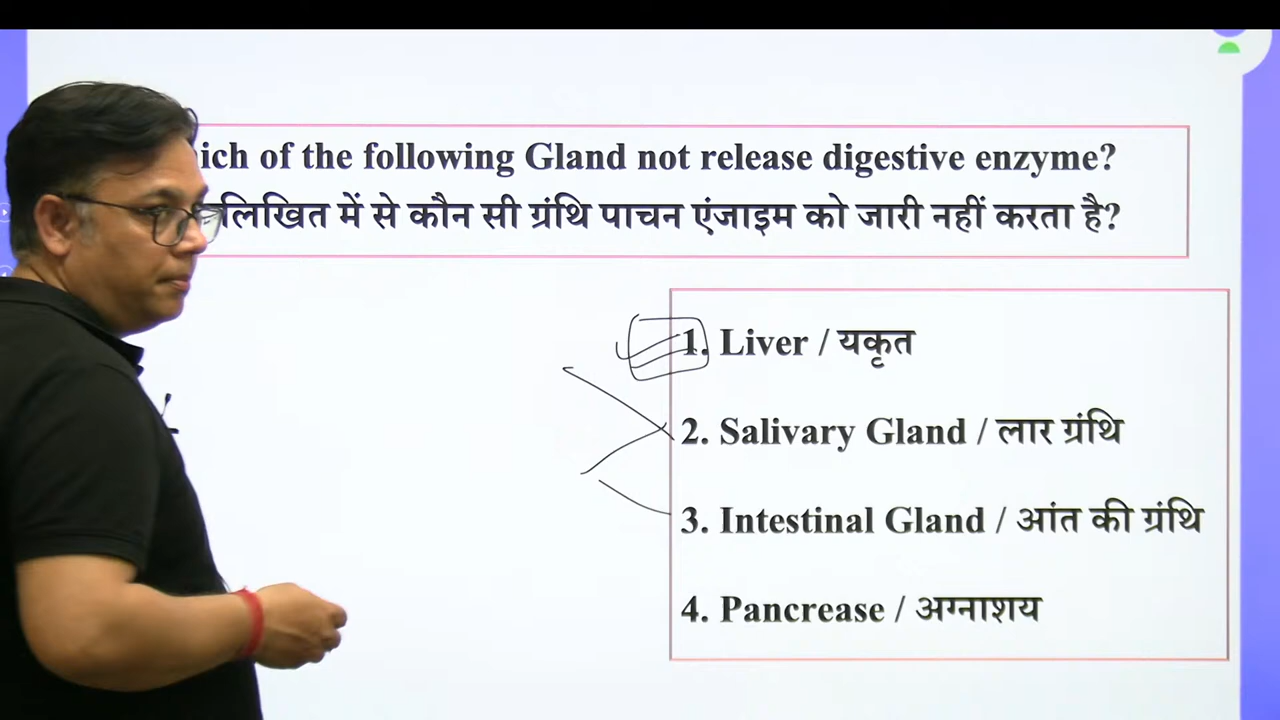 ich of the following Gland not release digestive enzyme?
लिखित में से कौन सी ग्रंथि पाचन एंजाइम को जारी नहीं करता है?
1. Liver / यकृत
2. Salivary Gland / लार ग्रंथि
3. Intestinal Gland / आंत की ग्रंथि
4. Pancrease / अग्नाशय